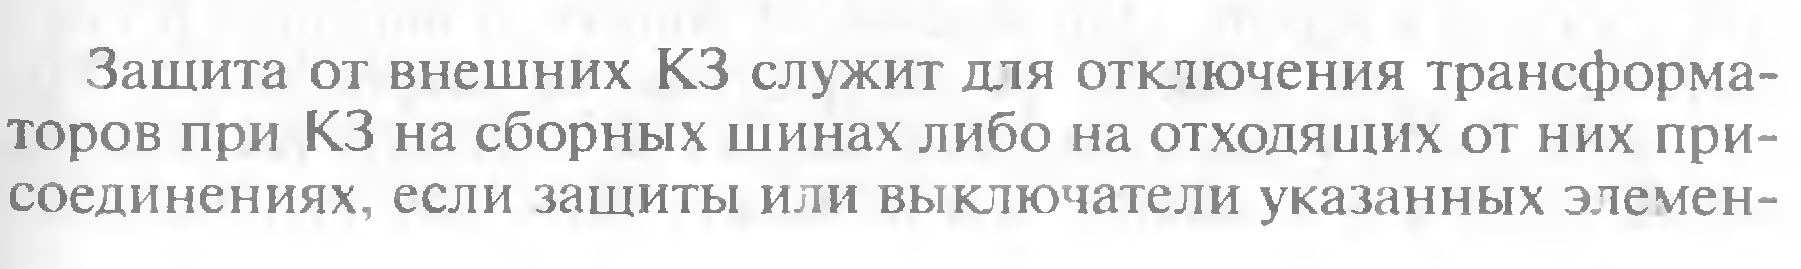 Защита от внешних КЗ служит для отключения трансформа-
торов при КЗ на сборных шинах либо на отходящих от них при-
соединениях, если защиты или выключатели указанных элемен-